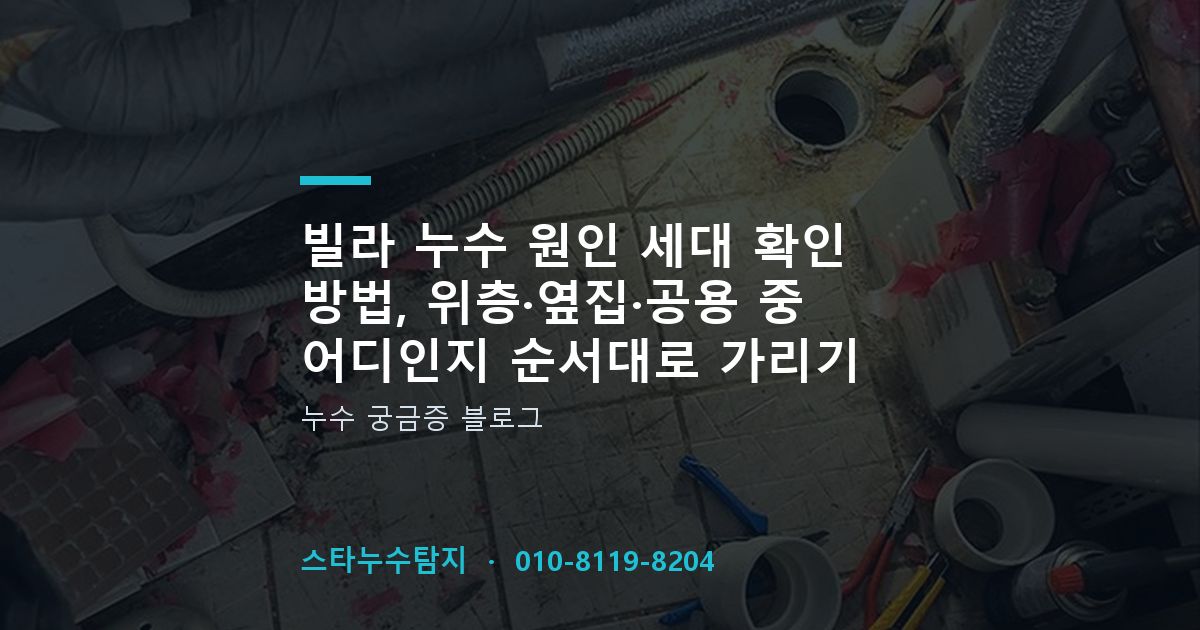 빌라 누수 원인 세대 확인
방법, 위층·옆집·공용 중
어디인지 순서대로 가리기
누수 궁금증 블로그
스타누수탐지 · 010-8119-8204